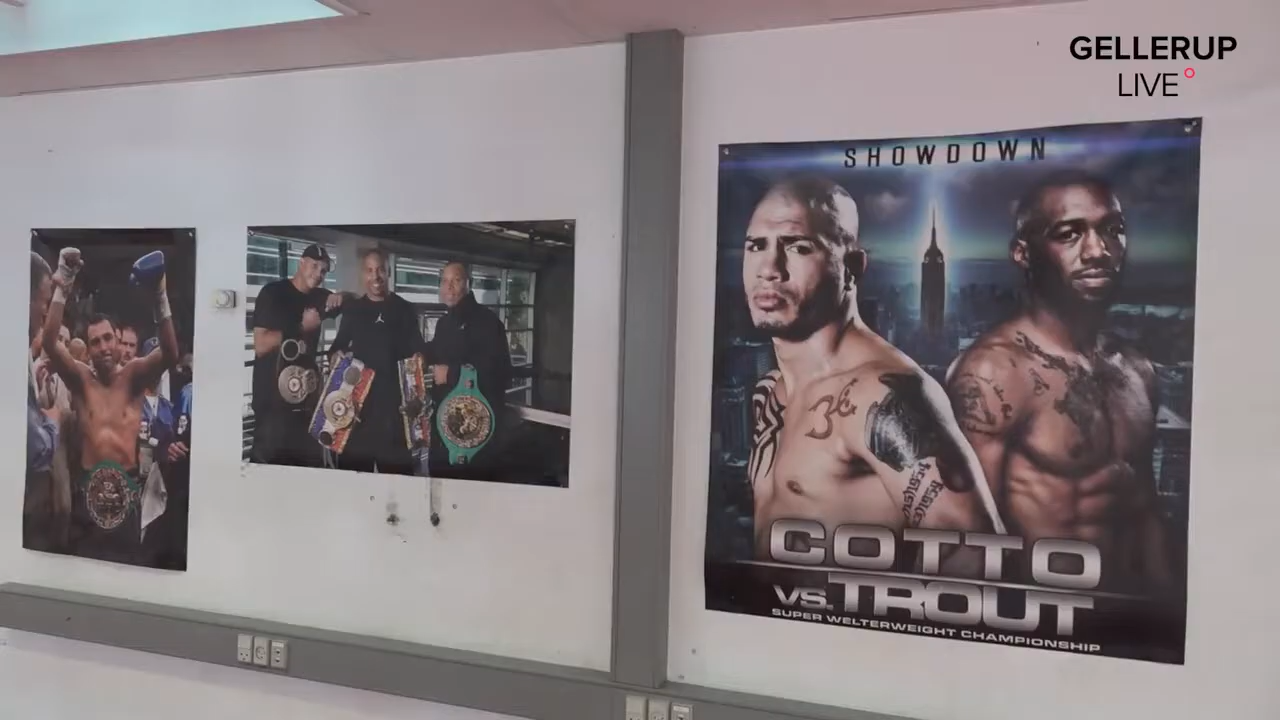 GELLERUP
LIVE
SHOWDOWN
COTTO
VS. TROUT
SUPER WELTERWEIGHT CHAMPIONSHIP